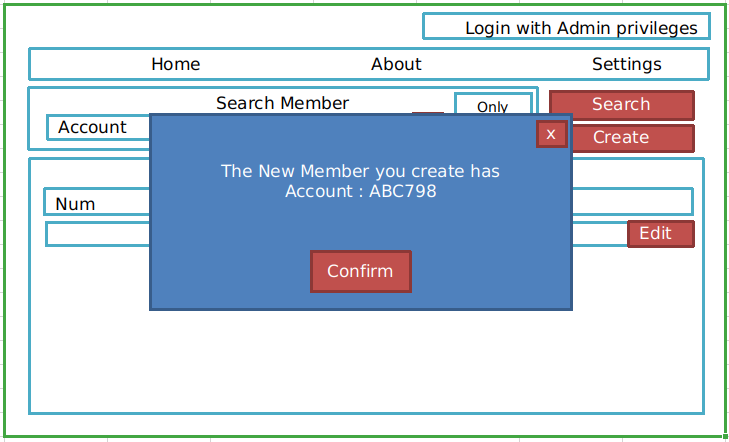 Login with Admin privileges
Home About Settings
Search Member
Only
Search
Account
Create
x
The New Member you create has
Account : ABC798
Num
Edit
Confirm